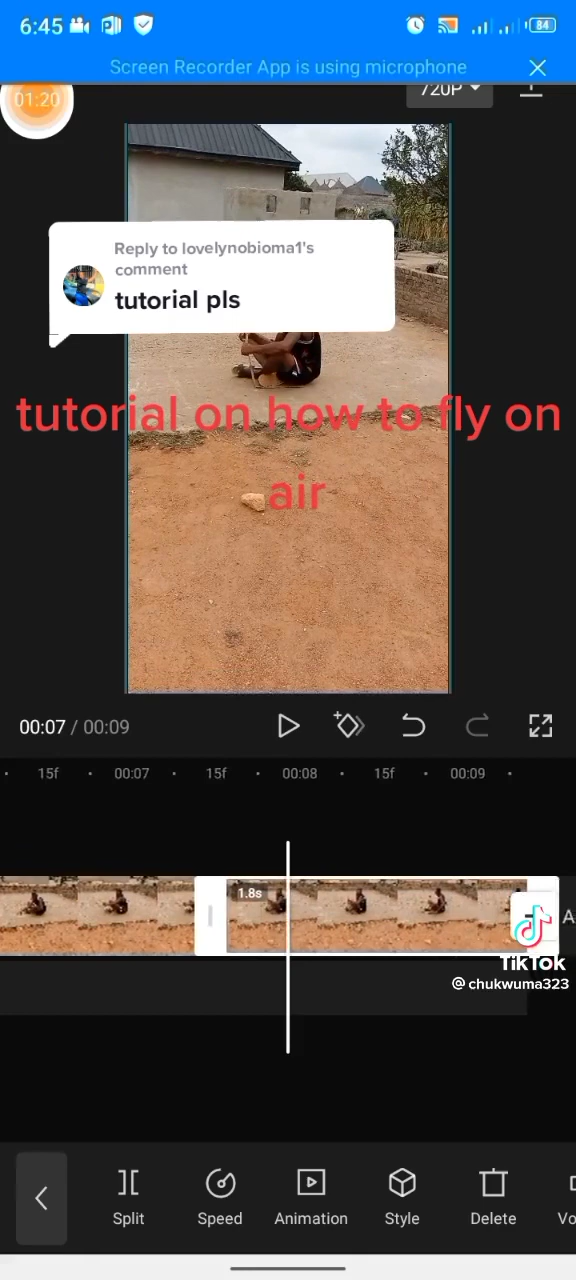 6:45
84
Screen Recorder App is using microphone
01:20
720P
Reply to lovelynobioma1's
comment
tutorial pls
tutorial on how to fly on
air
00:07 / 00:09
15f 00:07 15f 00:08 15f 00:09
1.8s
TikTok
@chukwuma323
Split Speed Animation Style Delete